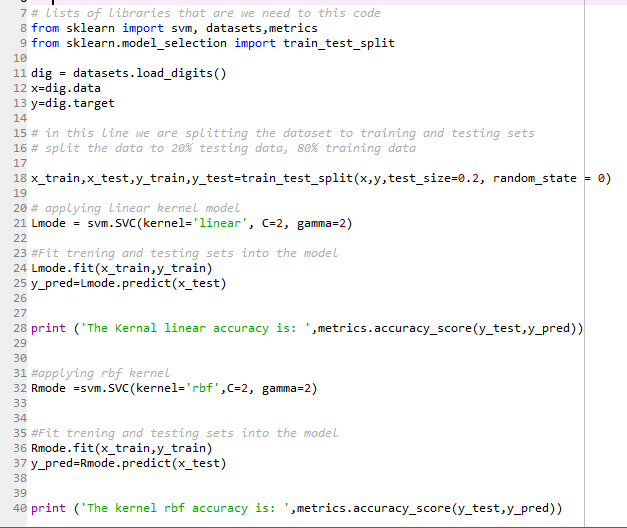 7 # lists of libraries that are we need to this code
8 from sklearn import svm, datasets,metrics
9 from sklearn.model_selection import train_test_split
10
11 dig = datasets.load_digits()
12 x=dig.data
13 y=dig.target
14
15 # in this line we are splitting the dataset to training and testing sets
16 # split the data to 20% testing data, 80% training data
17
18 x_train,x_test,y_train,y_test=train_test_split(x,y,test_size=0.2, random_state = 0)
19
20 # applying linear kernel model
21 Lmode = svm.SVC(kernel='linear', C=2, gamma=2)
22
23 #Fit trening and testing sets into the model
24 Lmode.fit(x_train,y_train)
25 y_pred=Lmode.predict(x_test)
26
27
28 print ('The Kernal linear accuracy is: ',metrics.accuracy_score(y_test,y_pred))
29
30
31 #applying rbf kernel
32 Rmode =svm.SVC(kernel='rbf',C=2, gamma=2)
33
34
35 #Fit trening and testing sets into the model
36 Rmode.fit(x_train,y_train)
37 y_pred=Rmode.predict(x_test)
38
39
40 print ('The kernel rbf accuracy is: ',metrics.accuracy_score(y_test,y_pred))